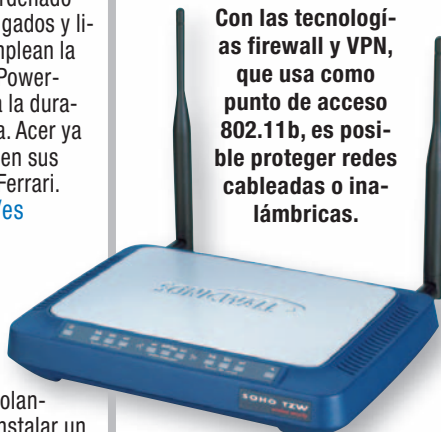 rdenado
gados y li-
nplean la
Power-
a la dura-
a. Acer ya
en sus
Ferrari.
/es
olan-
nstalar un
Con las tecnologí-
as firewall y VPN,
que usa como
punto de acceso
802.11b, es posi-
ble proteger redes
cableadas o ina-
lámbricas.
SONICWALL
SOHO TZW